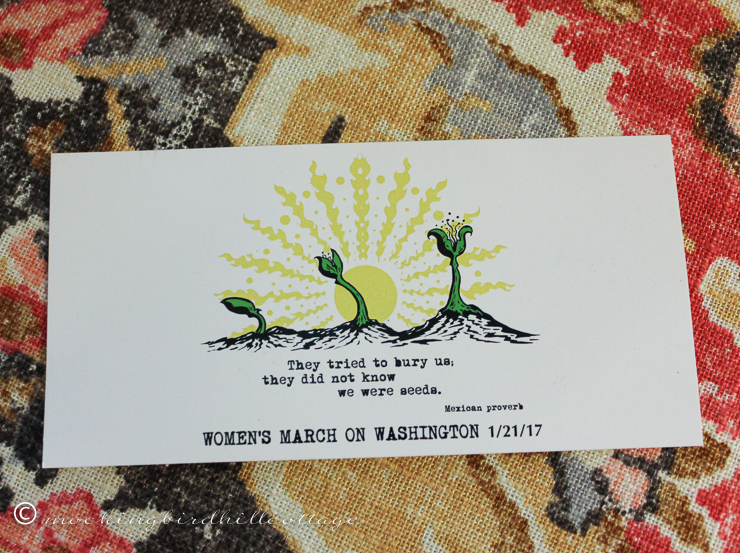 They tried to bury us;
they did not know
we were seeds.
Mexican proverb
WOMEN'S MARCH ON WASHINGTON 1/21/17
© mockingbirdhillcottage